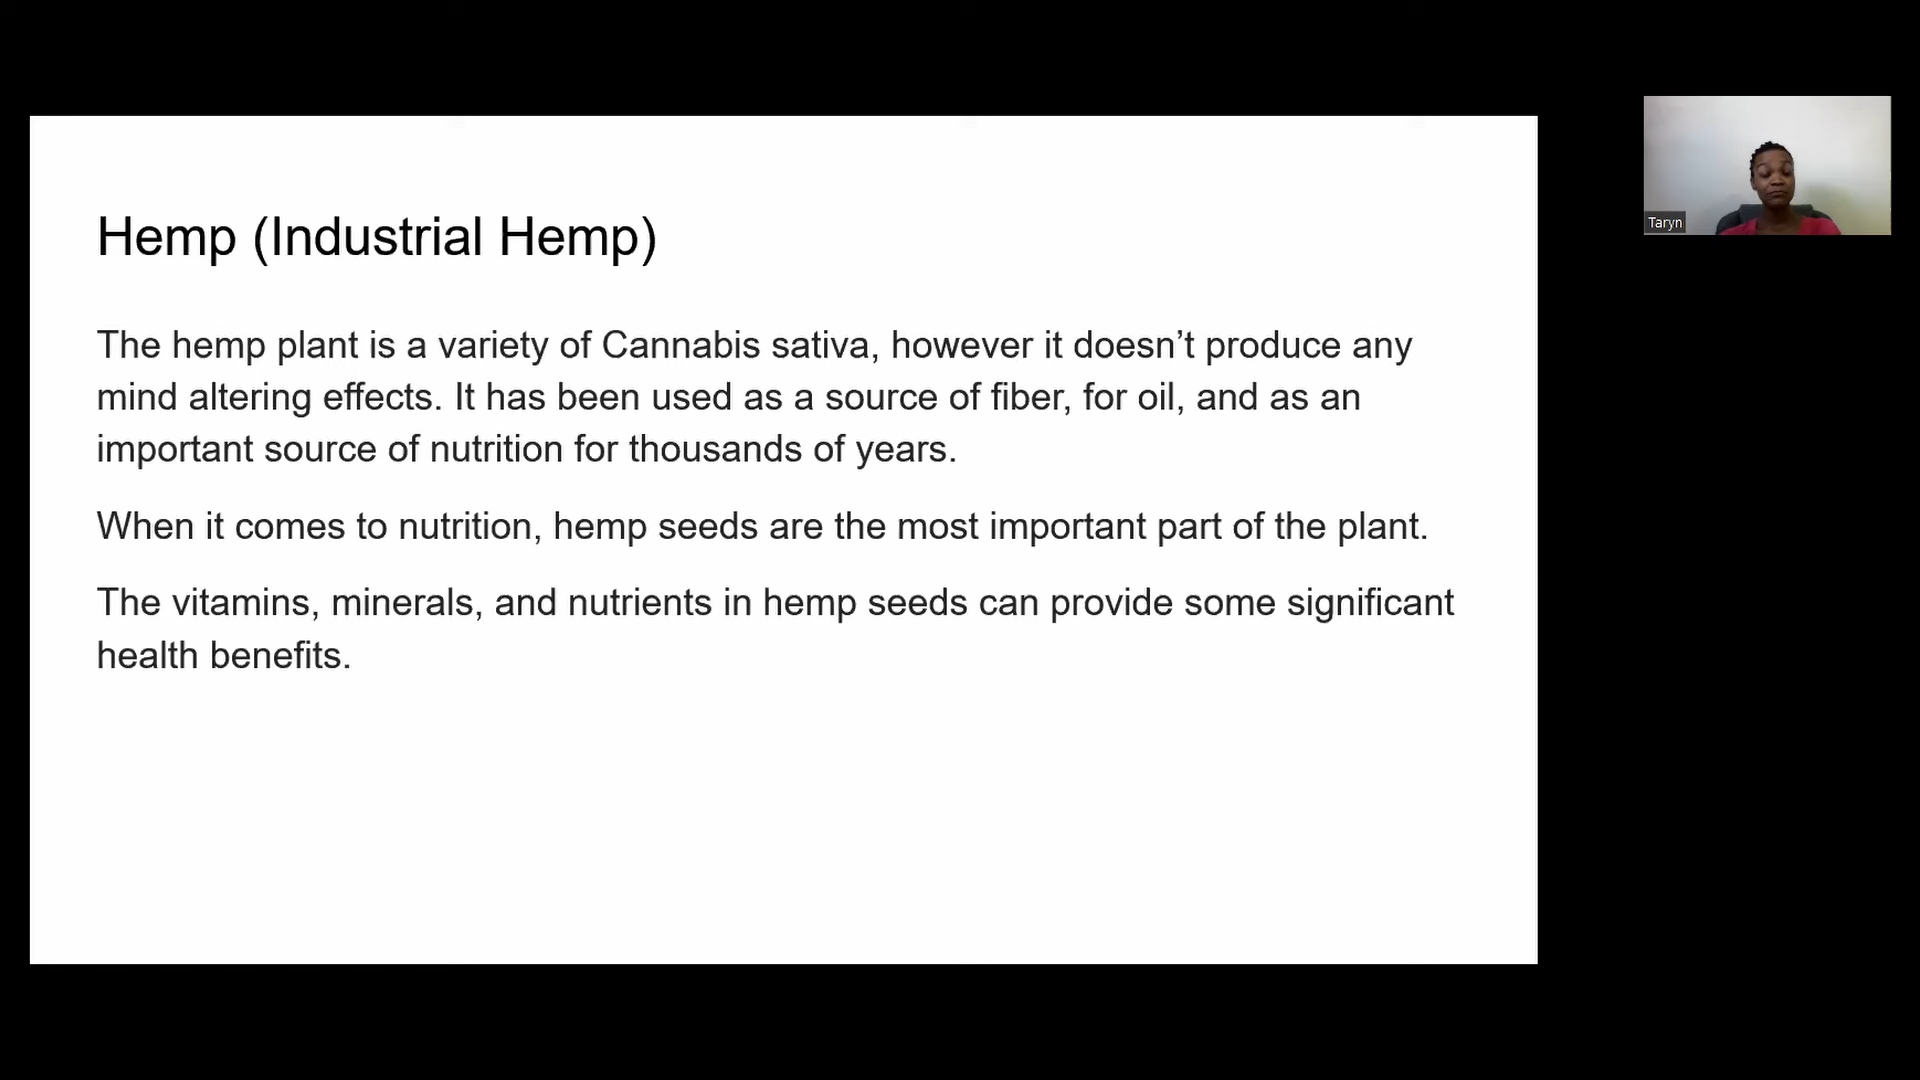 Hemp (Industrial Hemp)
The hemp plant is a variety of Cannabis sativa, however it doesn’t produce any
mind altering effects. It has been used as a source of fiber, for oil, and as an
important source of nutrition for thousands of years.
When it comes to nutrition, hemp seeds are the most important part of the plant.
The vitamins, minerals, and nutrients in hemp seeds can provide some significant
health benefits.
Taryn